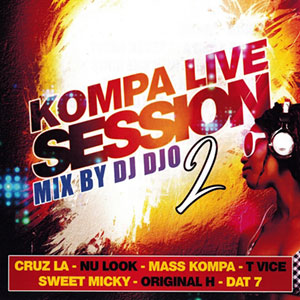 KOMPA LIVE
SESSION
MIX BY DJ DJO 2
CRUZ LA - NU LOOK - MASS KOMPA - T VICE
SWEET MICKY - ORIGINAL H - DAT 7